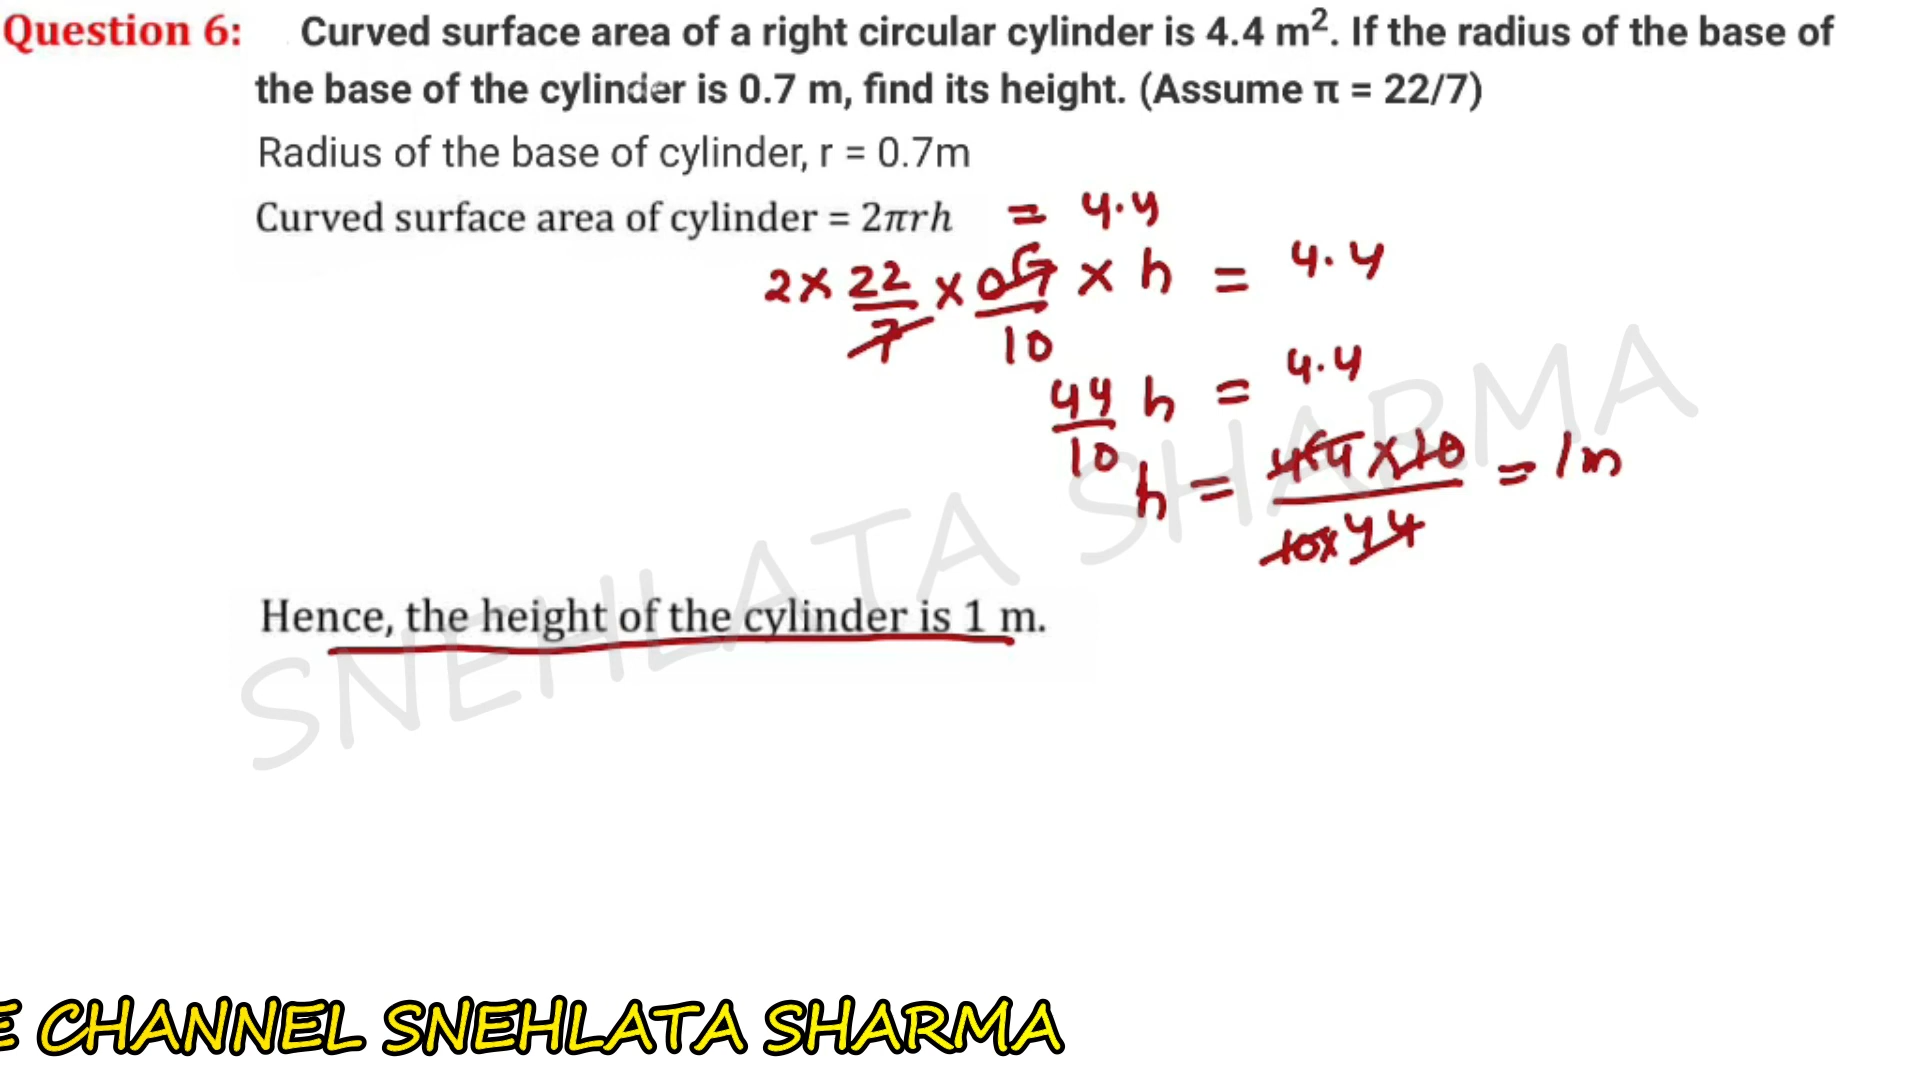 Question 6: Curved surface area of a right circular cylinder is 4.4 m². If the radius of the base of
the base of the cylinder is 0.7 m, find its height. (Assume π = 22/7)
Radius of the base of cylinder, r = 0.7m
Curved surface area of cylinder = 2πrh = 4.4
2 × 22/7 × 07/10 × h = 4.4
44/10 h = 4.4
h = 44 × 10 / 10 × 44 = 1m
Hence, the height of the cylinder is 1 m.
SNEHLATA SHARMA
E CHANNEL SNEHLATA SHARMA